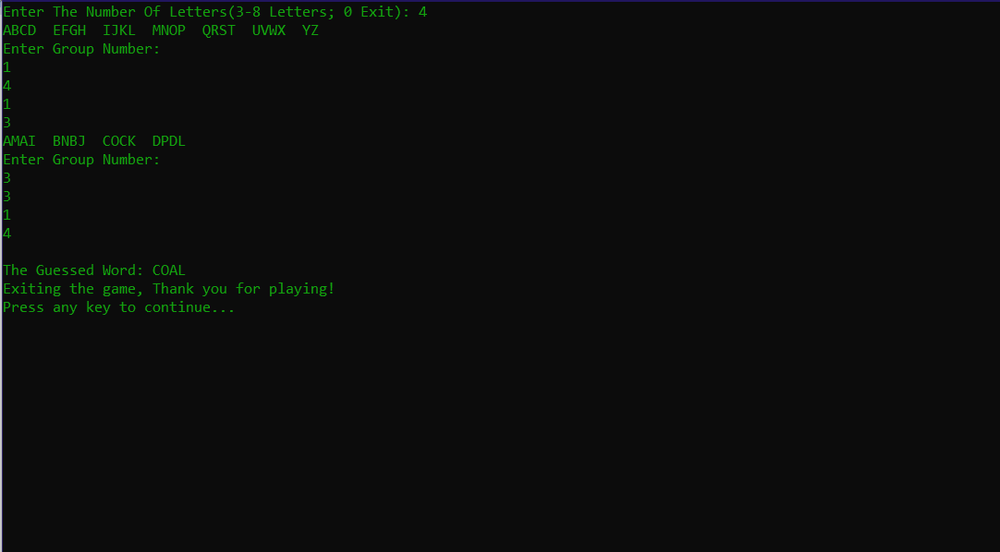 Enter The Number Of Letters(3-8 Letters; 0 Exit): 4
ABCD  EFGH  IJKL  MNOP  QRST  UVWX  YZ
Enter Group Number:
1
4
1
3
AMAI  BNBJ  COCK  DPDL
Enter Group Number:
3
3
1
4
The Guessed Word: COAL
Exiting the game, Thank you for playing!
Press any key to continue...